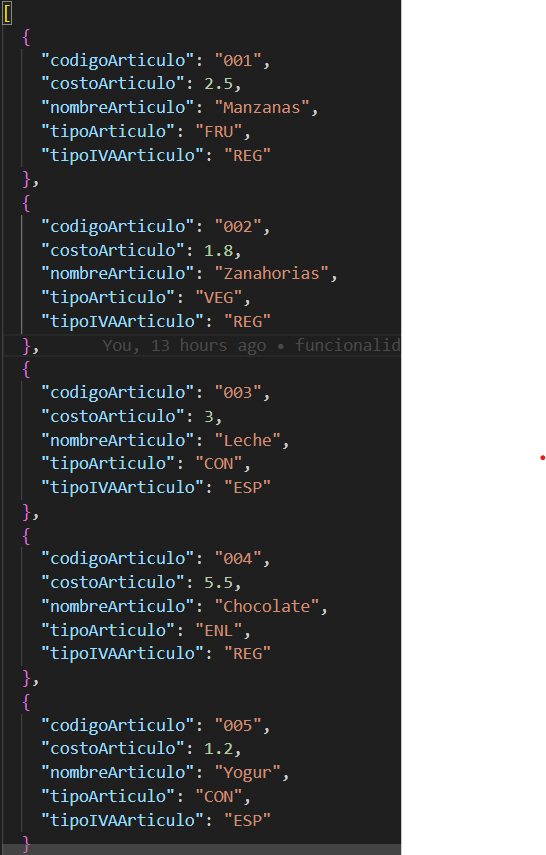 [
{
"codigoArticulo": "001",
"costoArticulo": 2.5,
"nombreArticulo": "Manzanas",
"tipoArticulo": "FRU",
"tipoIVAArticulo": "REG"
},
{
"codigoArticulo": "002",
"costoArticulo": 1.8,
"nombreArticulo": "Zanahorias",
"tipoArticulo": "VEG",
"tipoIVAArticulo": "REG"
}, You, 13 hours ago • funcionalid
{
"codigoArticulo": "003",
"costoArticulo": 3,
"nombreArticulo": "Leche",
"tipoArticulo": "CON",
"tipoIVAArticulo": "ESP"
},
{
"codigoArticulo": "004",
"costoArticulo": 5.5,
"nombreArticulo": "Chocolate",
"tipoArticulo": "ENL",
"tipoIVAArticulo": "REG"
},
{
"codigoArticulo": "005",
"costoArticulo": 1.2,
"nombreArticulo": "Yogur",
"tipoArticulo": "CON",
"tipoIVAArticulo": "ESP"
}